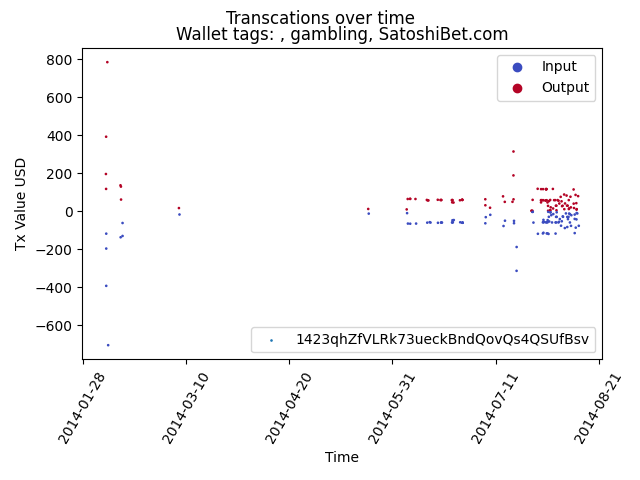 Transcations over time
Wallet tags: , gambling, SatoshiBet.com
Input
Output
Tx Value USD
800
600
400
200
0
−200
−400
−600
1423qhZfVLRk73ueckBndQovQs4QSUfBsv
2014-01-28
2014-03-10
2014-04-20
2014-05-31
2014-07-11
2014-08-21
Time